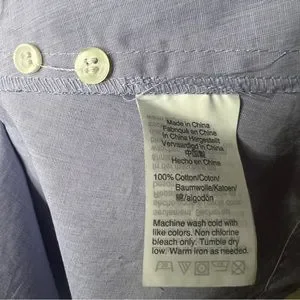 Made in China
Fabriqué en Chine
In China Hergestellt
Vervaardigd in China
中国製
Hecho en China
100% Cotton/Coton/
Baumwolle/Katoen/
綿/algodón
Machine wash cold with
like colors. Non chlorine
bleach only. Tumble dry
low. Warm iron as needed.